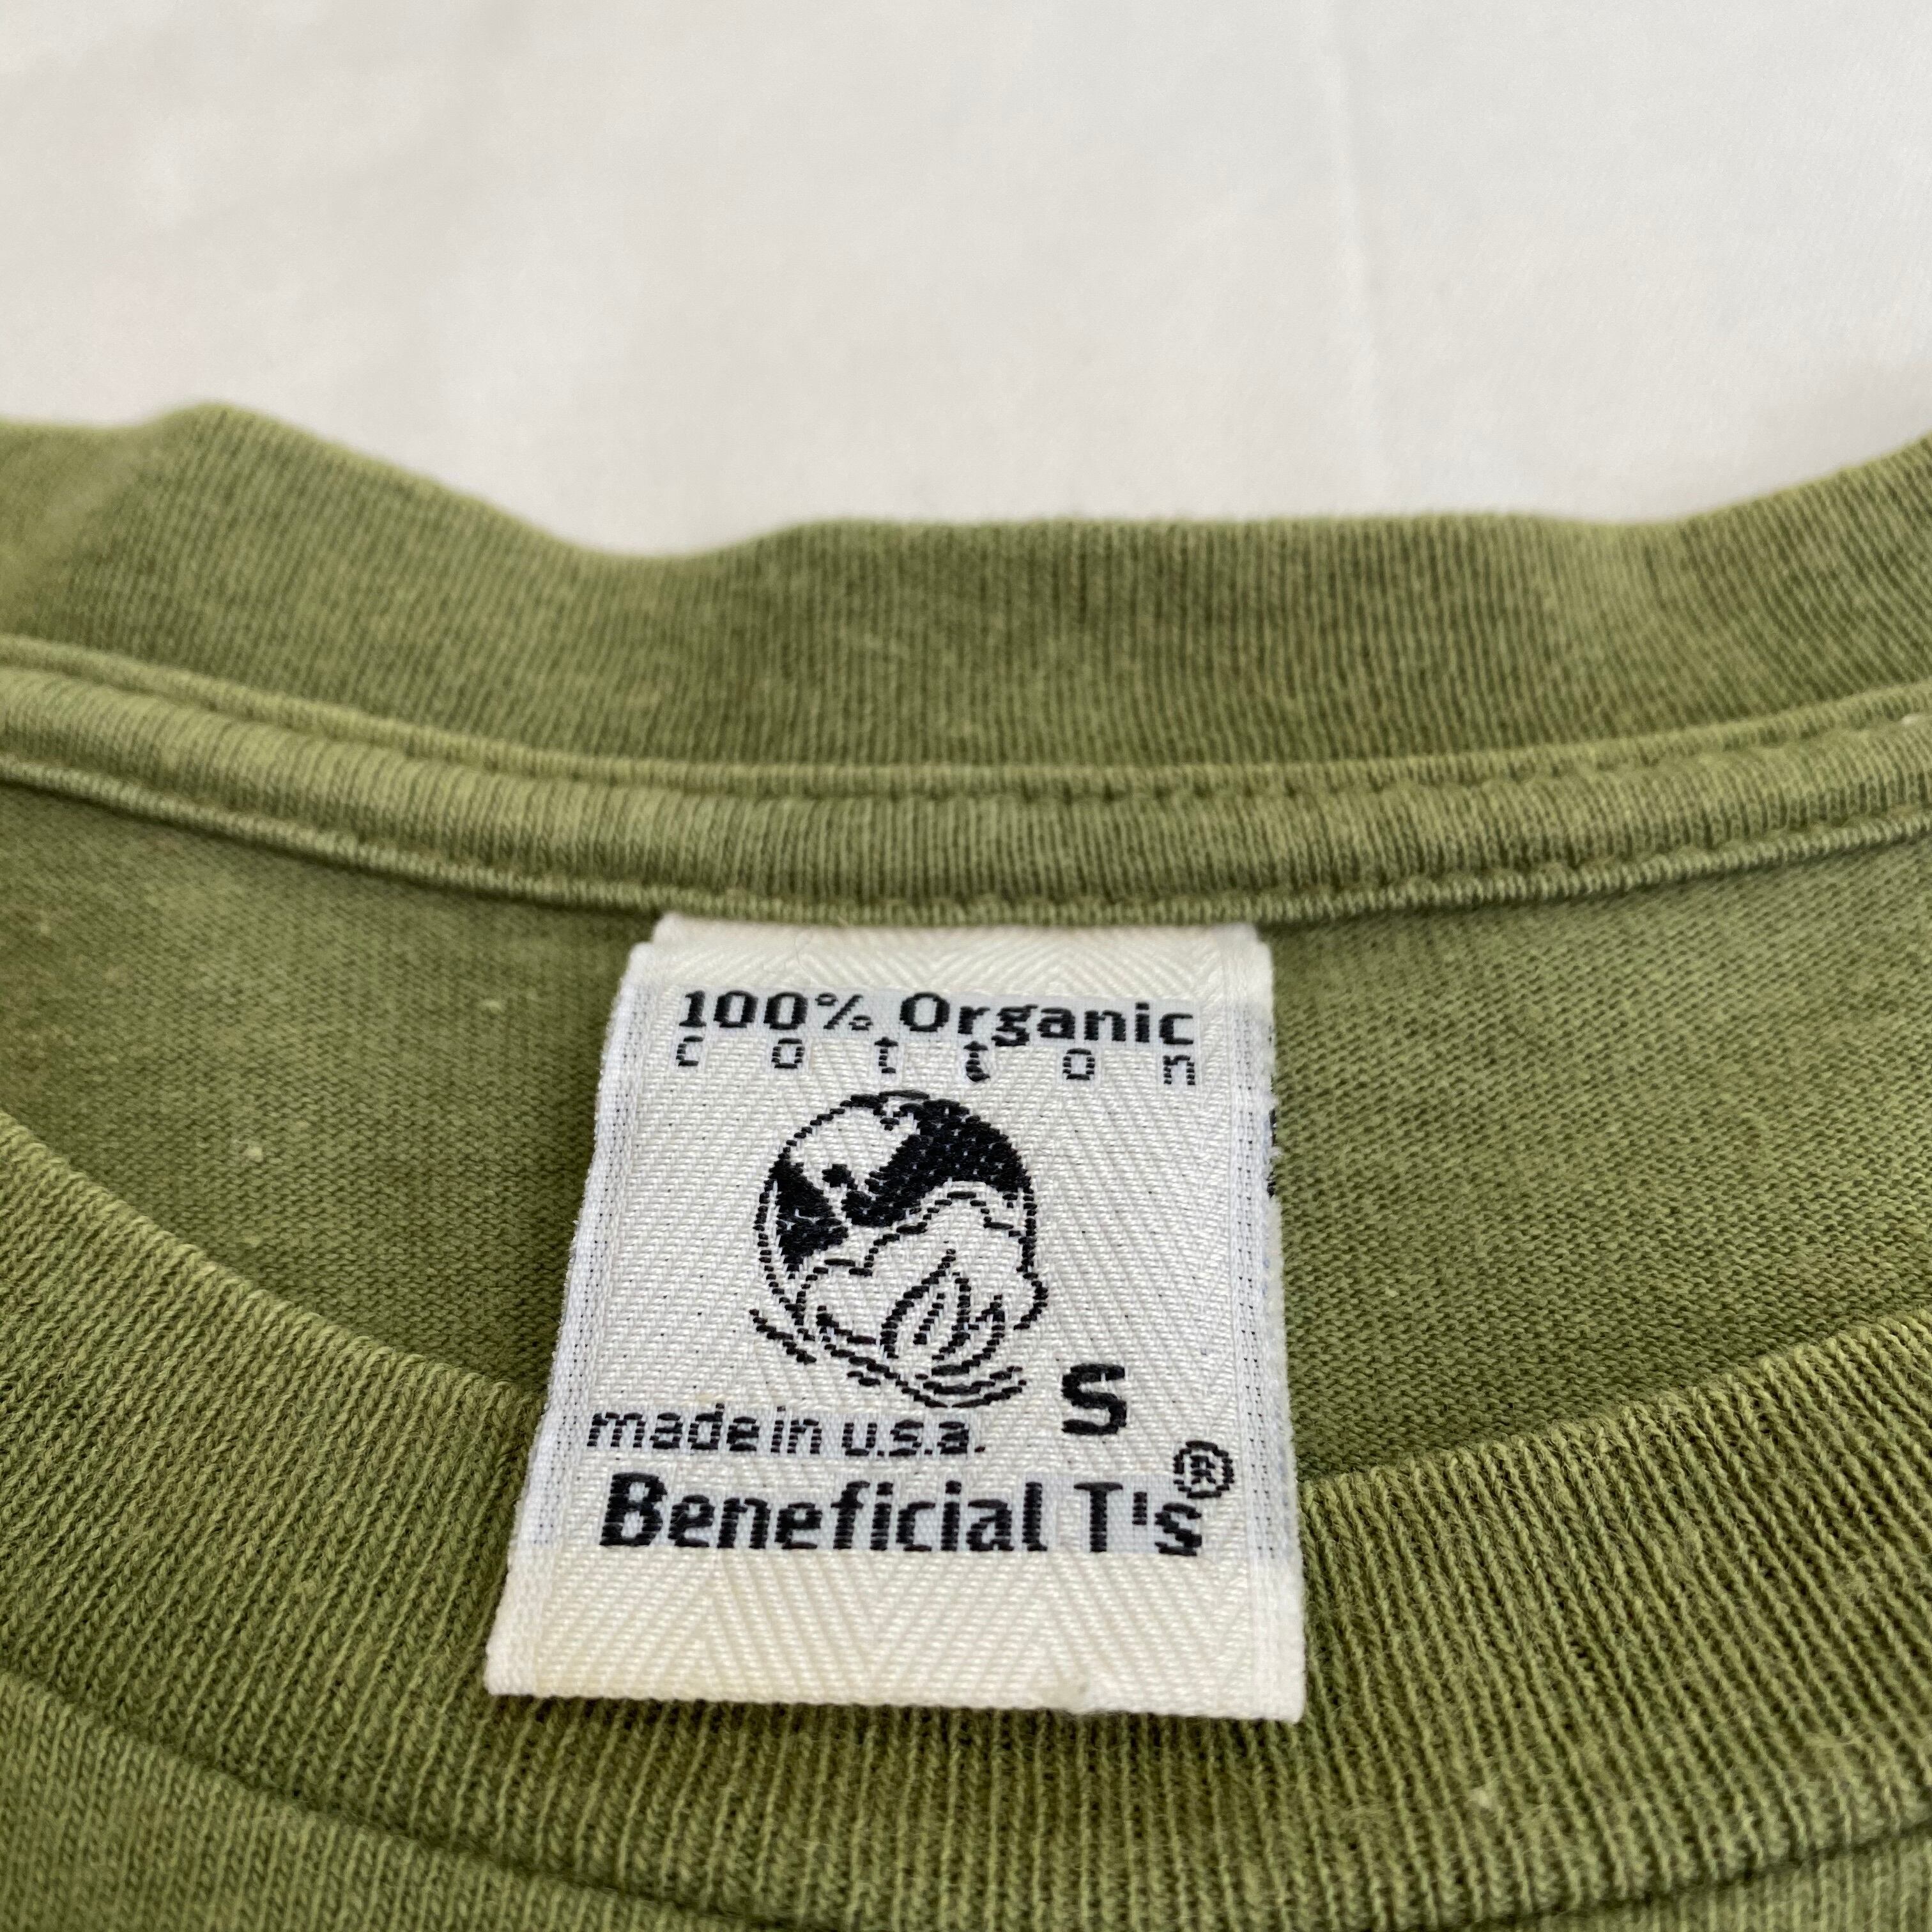 100% Organic
cotton
S
made in u.s.a.
Beneficial T's®